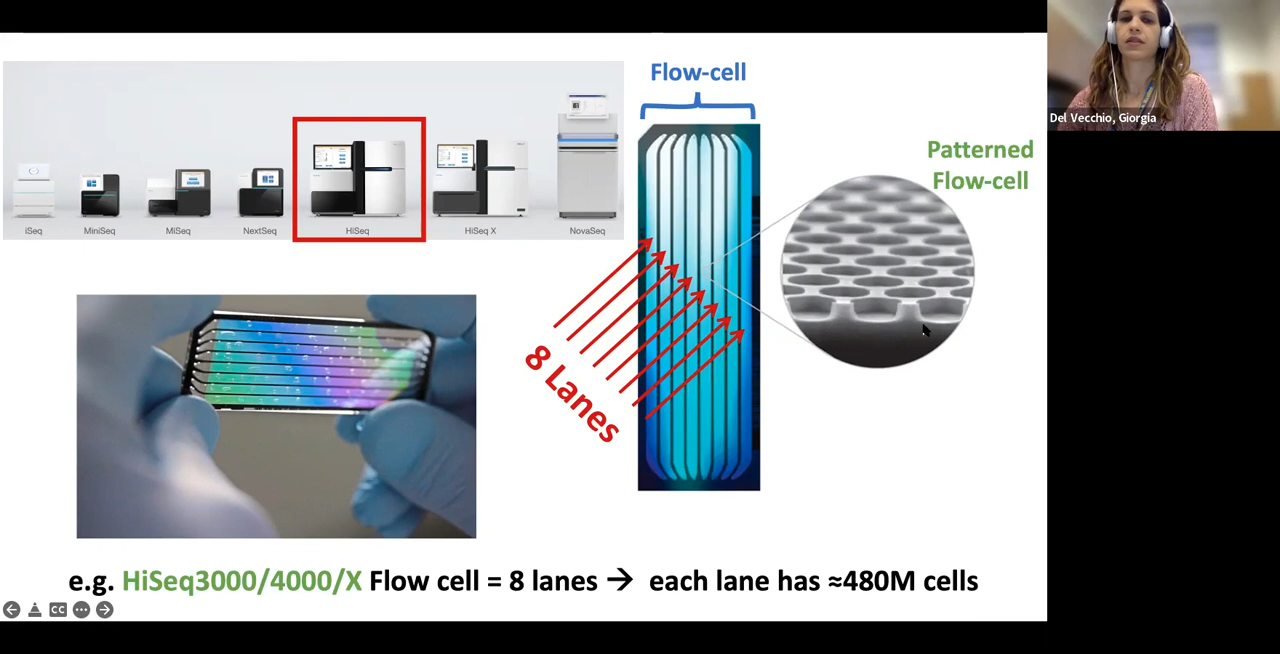 Flow-cell
Del Vecchio, Giorgia
Patterned
Flow-cell
iSeq
MiniSeq
MiSeq
NextSeq
HiSeq
HiSeq X
NovaSeq
8 Lanes
e.g. HiSeq3000/4000/X Flow cell = 8 lanes → each lane has ≈480M cells
CC